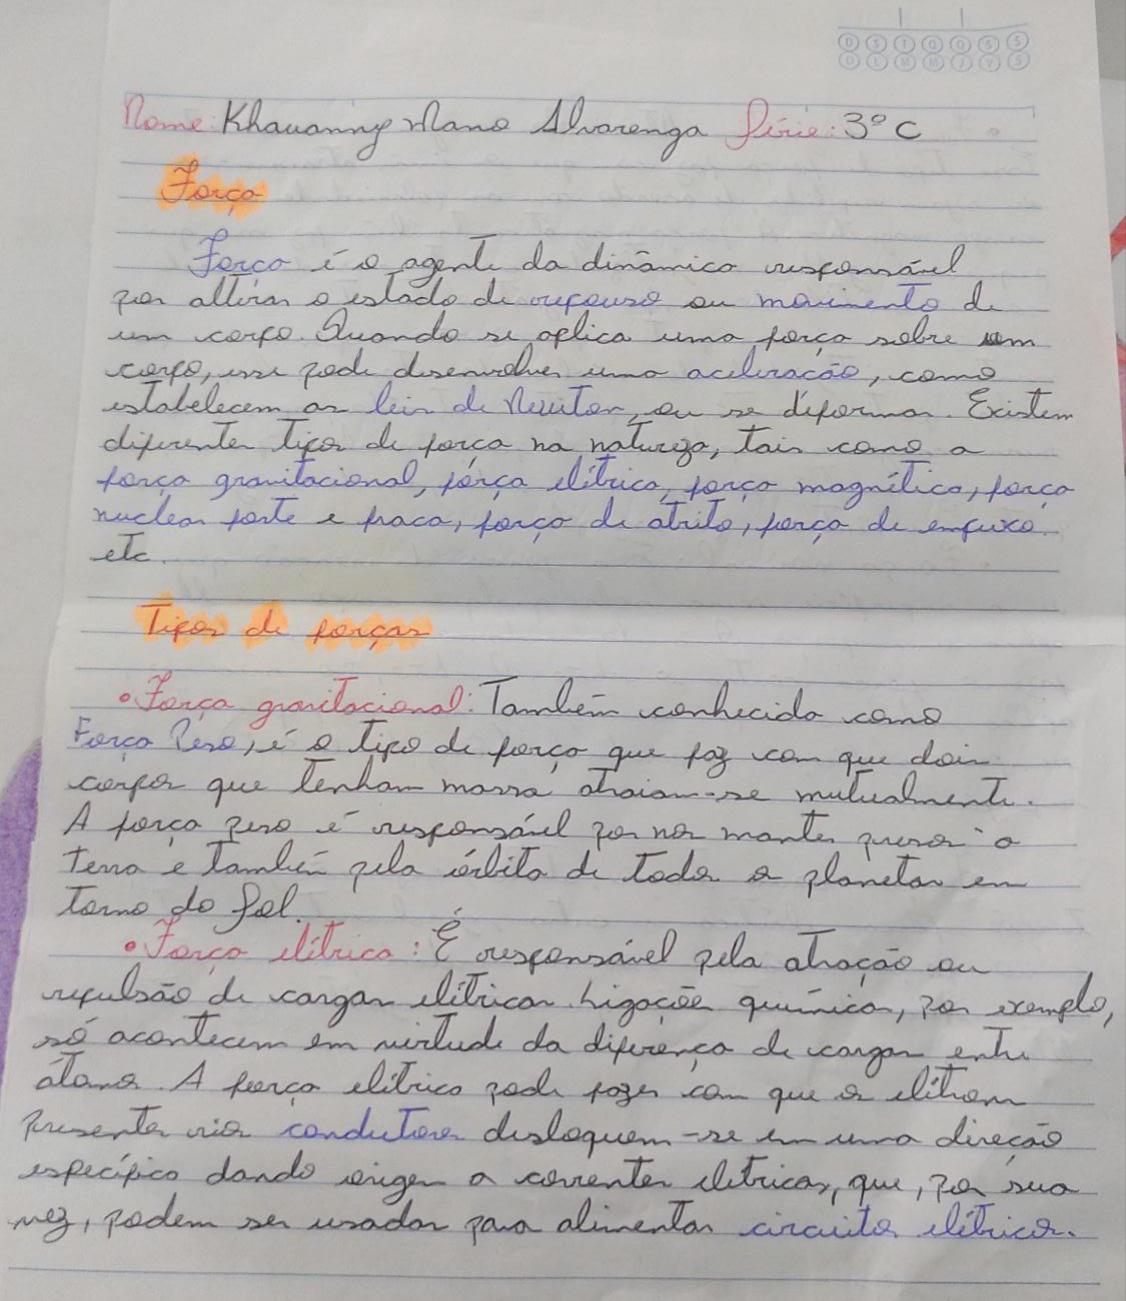 D S T Q Q S S
D L M M J V S
Nome: Khauanny Mano Alvarenga Série: 3º C
Força
Força é o agente da dinâmica responsável
por alterar o estado de repouso ou movimento de
um corpo. Quando se aplica uma força sobre um
corpo, esse pode desenvolver uma aceleração, como
estabelecem as leis de Newton, ou se deformar. Existem
diferentes tipos de força na natureza, tais como a
força gravitacional, força elétrica, força magnética, força
nuclear forte e fraca, força de atrito, força de empuxo
etc.
Tipos de forças
• Força gravitacional: Também conhecida como
Força Peso, é o tipo de força que faz com que dois
corpos que tenham massa atraiam-se mutualmente.
A força peso é responsável por nos manter presos à
terra e também pela órbita de todos os planetas em
torno do Sol.
• Força elétrica: É responsável pela atração ou
repulsão de cargas elétricas. Ligações químicas, por exemplo,
só acontecem em virtude da diferença de cargas entre
átomos. A força elétrica pode fazer com que os elétrons
presentes nos condutores desloquem-se em uma direção
específica dando origem a correntes elétricas, que, por sua
vez, podem ser usadas para alimentar circuitos elétricos.